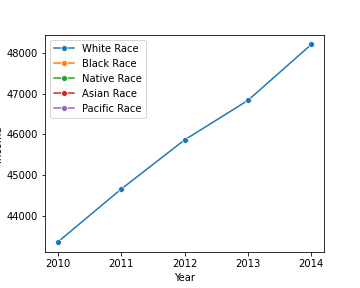 White Race
Black Race
Native Race
Asian Race
Pacific Race
48000
47000
46000
45000
44000
2010 2011 2012 2013 2014
Year